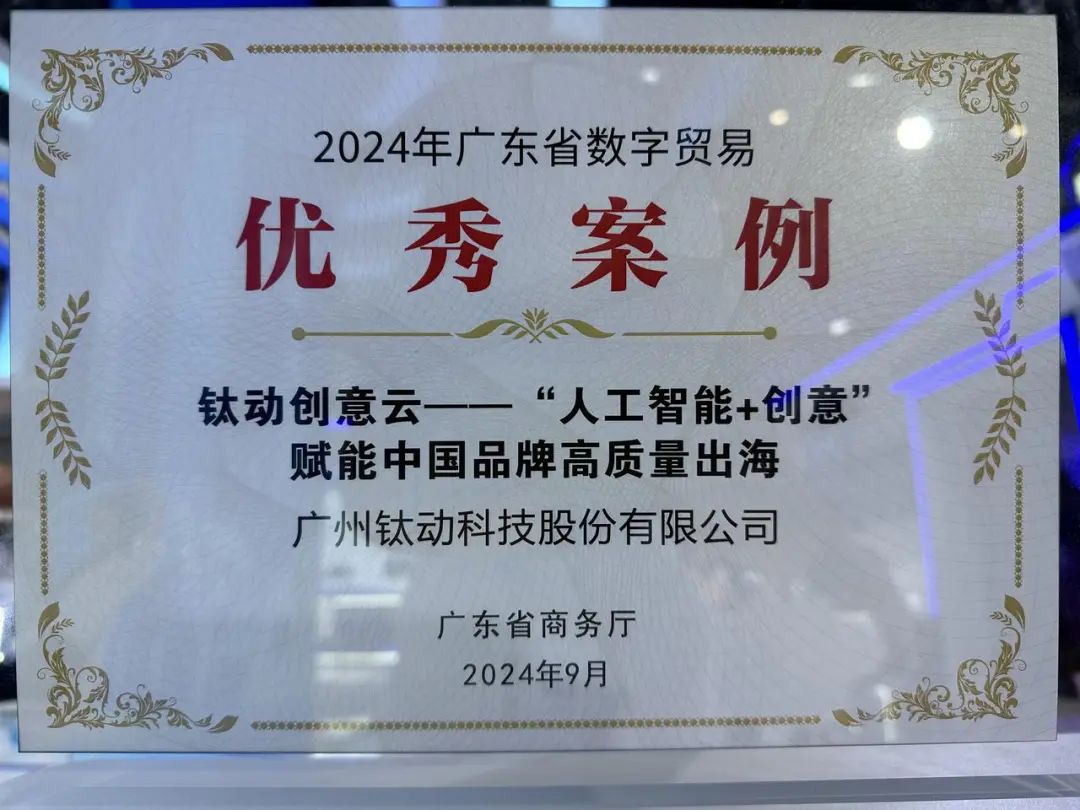 2024年广东省数字贸易
优秀案例
钛动创意云——“人工智能+创意”
赋能中国品牌高质量出海
广州钛动科技股份有限公司
广东省商务厅
2024年9月